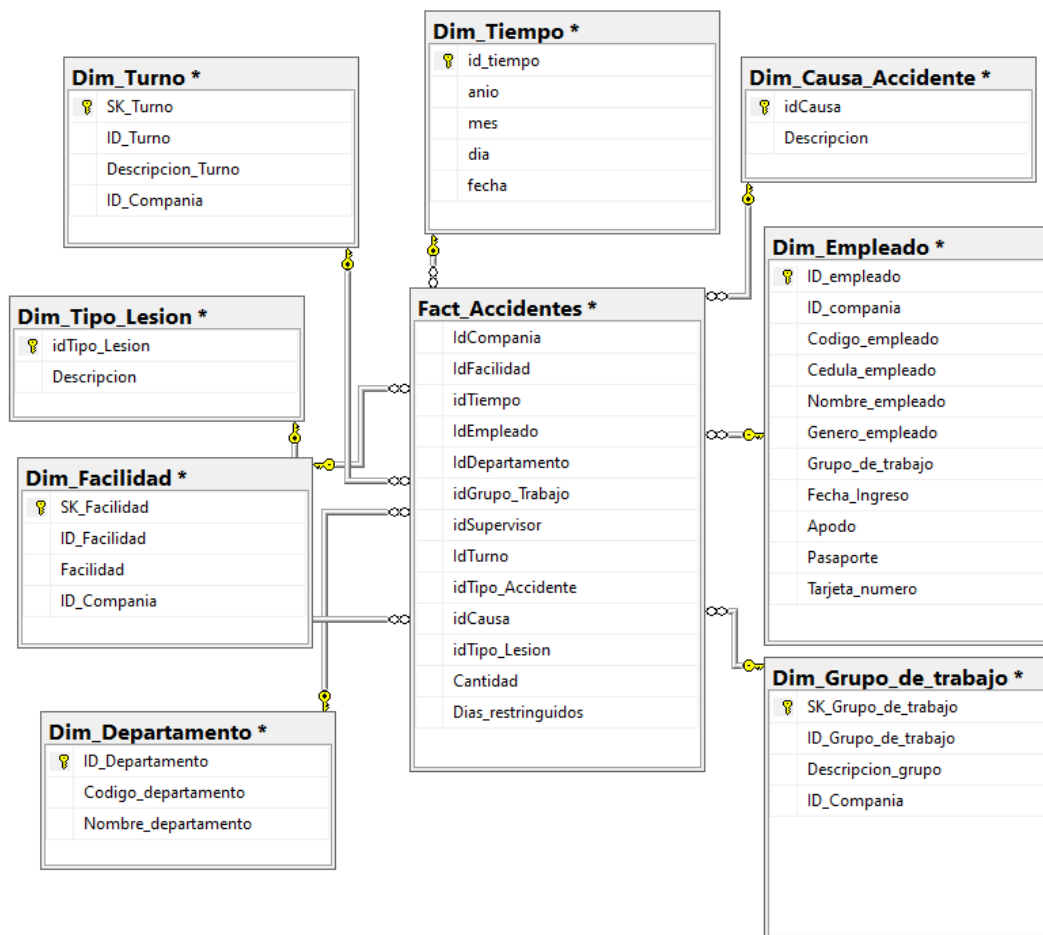 Dim_Tiempo *
id_tiempo
anio
mes
dia
fecha
Dim_Turno *
SK_Turno
ID_Turno
Descripcion_Turno
ID_Compania
Dim_Causa_Accidente *
idCausa
Descripcion
Dim_Empleado *
ID_empleado
ID_compania
Codigo_empleado
Cedula_empleado
Nombre_empleado
Genero_empleado
Grupo_de_trabajo
Fecha_Ingreso
Apodo
Pasaporte
Tarjeta_numero
Dim_Tipo_Lesion *
idTipo_Lesion
Descripcion
Fact_Accidentes *
IdCompania
IdFacilidad
idTiempo
IdEmpleado
IdDepartamento
idGrupo_Trabajo
idSupervisor
IdTurno
idTipo_Accidente
idCausa
idTipo_Lesion
Cantidad
Dias_restringuidos
Dim_Facilidad *
SK_Facilidad
ID_Facilidad
Facilidad
ID_Compania
Dim_Grupo_de_trabajo *
SK_Grupo_de_trabajo
ID_Grupo_de_trabajo
Descripcion_grupo
ID_Compania
Dim_Departamento *
ID_Departamento
Codigo_departamento
Nombre_departamento